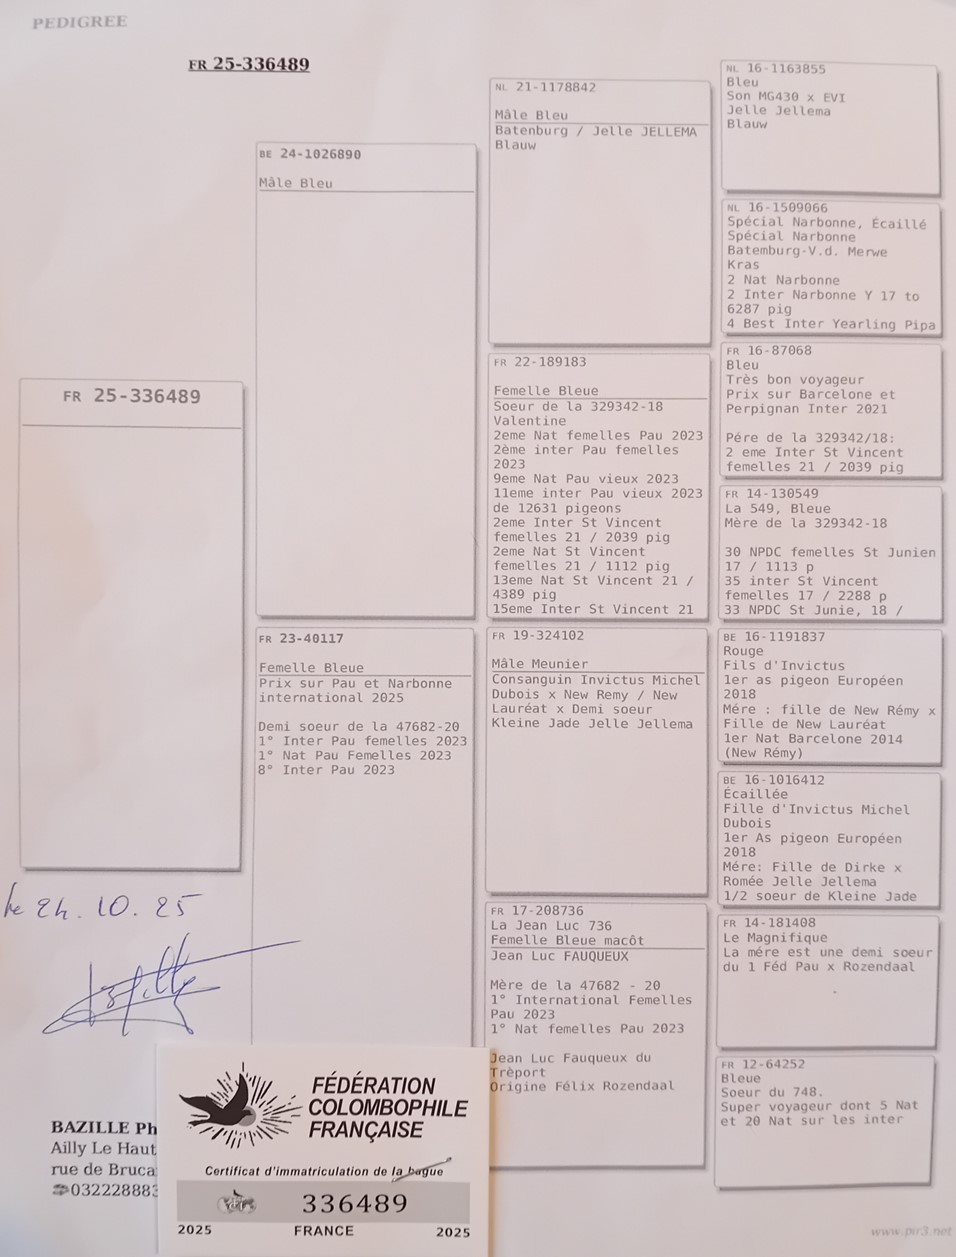 PEDIGREE
FR 25-336489
FR 25-336489
BE 24-1026890
Mâle Bleu
FR 23-40117
Femelle Bleue
Prix sur Pau et Narbonne
international 2025
Demi soeur de la 47682-20
1° Inter Pau femelles 2023
1° Nat Pau Femelles 2023
8° Inter Pau 2023
NL 21-1178842
Mâle Bleu
Batenburg / Jelle JELLEMA
Blauw
FR 22-189183
Femelle Bleue
Soeur de la 329342-18
Valentine
2eme Nat femelles Pau 2023
2ème inter Pau femelles
2023
9eme Nat Pau vieux 2023
11eme inter Pau vieux 2023
de 12631 pigeons
2eme Inter St Vincent
femelles 21 / 2039 pig
2eme Nat St Vincent
femelles 21 / 1112 pig
13eme Nat St Vincent 21 /
4389 pig
15eme Inter St Vincent 21
FR 19-324102
Mâle Meunier
Consanguin Invictus Michel
Dubois x New Remy / New
Lauréat x Demi soeur
Kleine Jade Jelle Jellema
FR 17-208736
La Jean Luc 736
Femelle Bleue macôt
Jean Luc FAUQUEUX
Mère de la 47682 - 20
1° International Femelles
Pau 2023
1° Nat femelles Pau 2023
Jean Luc Fauqueux du
Trèport
Origine Félix Rozendaal
NL 16-1163855
Bleu
Son MG430 x EVI
Jelle Jellema
Blauw
NL 16-1509066
Spécial Narbonne, Écaillé
Spécial Narbonne
Batemburg-V.d. Merwe
Kras
2 Nat Narbonne
2 Inter Narbonne Y 17 to
6287 pig
4 Best Inter Yearling Pipa
FR 16-87068
Bleu
Très bon voyageur
Prix sur Barcelone et
Perpignan Inter 2021
Pére de la 329342/18:
2 eme Inter St Vincent
femelles 21 / 2039 pig
FR 14-130549
La 549, Bleue
Mère de la 329342-18
30 NPDC femelles St Junien
17 / 1113 p
35 inter St Vincent
femelles 17 / 2288 p
33 NPDC St Junie, 18 /
BE 16-1191837
Rouge
Fils d'Invictus
1er as pigeon Européen
2018
Mére : fille de New Rémy x
Fille de New Lauréat
1er Nat Barcelone 2014
(New Rémy)
BE 16-1016412
Écaillée
Fille d'Invictus Michel
Dubois
1er As pigeon Européen
2018
Mére: Fille de Dirke x
Romée Jelle Jellema
1/2 soeur de Kleine Jade
FR 14-181408
Le Magnifique
La mére est une demi soeur
du 1 Féd Pau x Rozendaal
FR 12-64252
Bleue
Soeur du 748.
Super voyageur dont 5 Nat
et 20 Nat sur les inter
le 24.10.25
BAZILLE Ph
Ailly Le Haut
rue de Bruca
☎0322288
FÉDÉRATION
COLOMBOPHILE
FRANÇAISE
Certificat d'immatriculation de la bague
336489
2025 FRANCE 2025
www.pir3.net